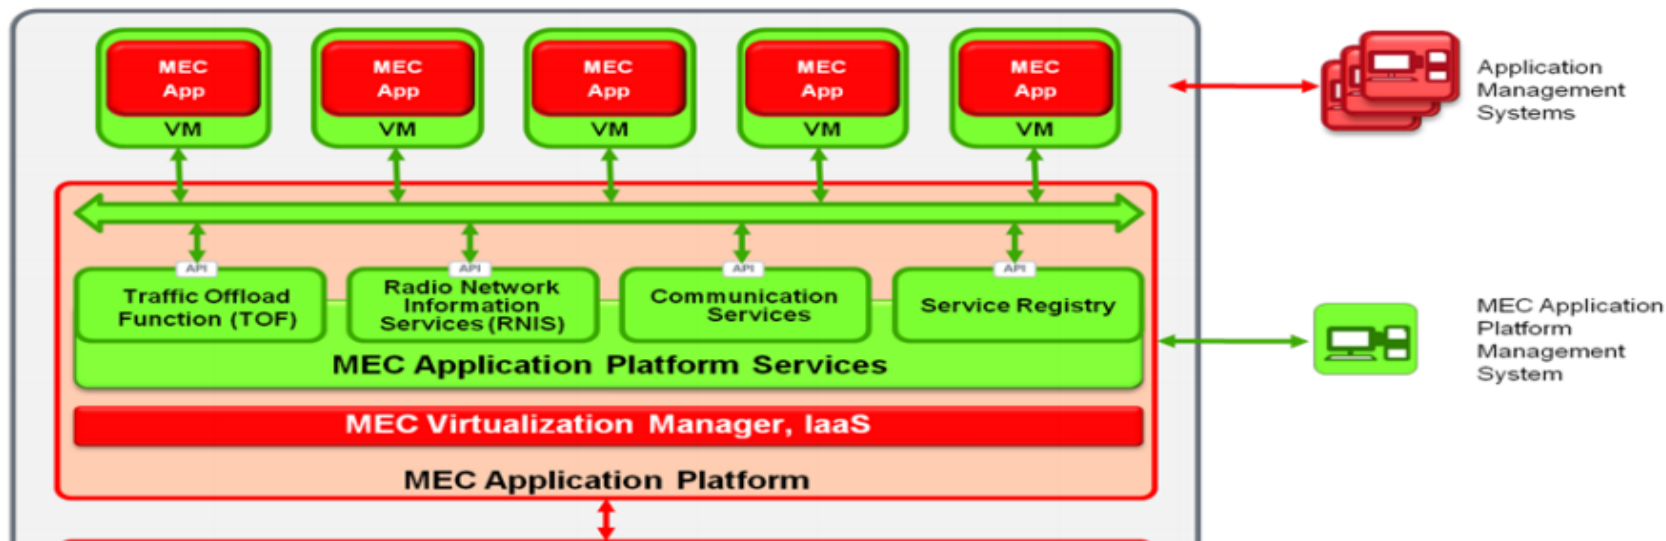 MEC
App
VM
MEC
App
VM
MEC
App
VM
MEC
App
VM
MEC
App
VM
Application
Management
Systems
API
API
API
API
Traffic Offload
Function (TOF)
Radio Network
Information
Services (RNIS)
Communication
Services
Service Registry
MEC Application Platform Services
MEC Application
Platform
Management
System
MEC Virtualization Manager, IaaS
MEC Application Platform